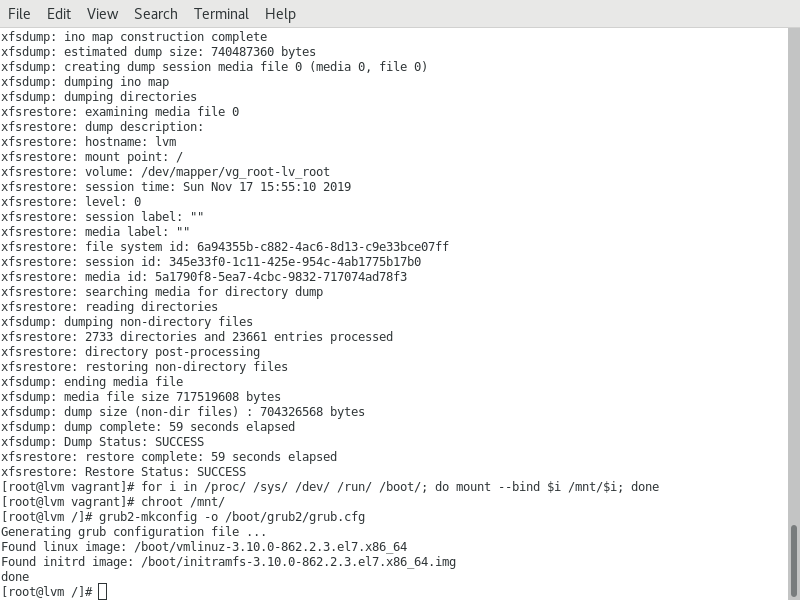 File Edit View Search Terminal Help
xfsdump: ino map construction complete
xfsdump: estimated dump size: 740487360 bytes
xfsdump: creating dump session media file 0 (media 0, file 0)
xfsdump: dumping ino map
xfsdump: dumping directories
xfsrestore: examining media file 0
xfsrestore: dump description:
xfsrestore: hostname: lvm
xfsrestore: mount point: /
xfsrestore: volume: /dev/mapper/vg_root-lv_root
xfsrestore: session time: Sun Nov 17 15:55:10 2019
xfsrestore: level: 0
xfsrestore: session label: ""
xfsrestore: media label: ""
xfsrestore: file system id: 6a94355b-c882-4ac6-8d13-c9e33bce07ff
xfsrestore: session id: 345e33f0-1c11-425e-954c-4ab1775b17b0
xfsrestore: media id: 5a1790f8-5ea7-4cbc-9832-717074ad78f3
xfsrestore: searching media for directory dump
xfsrestore: reading directories
xfsdump: dumping non-directory files
xfsrestore: 2733 directories and 23661 entries processed
xfsrestore: directory post-processing
xfsrestore: restoring non-directory files
xfsdump: ending media file
xfsdump: media file size 717519608 bytes
xfsdump: dump size (non-dir files) : 704326568 bytes
xfsdump: dump complete: 59 seconds elapsed
xfsdump: Dump Status: SUCCESS
xfsrestore: restore complete: 59 seconds elapsed
xfsrestore: Restore Status: SUCCESS
[root@lvm vagrant]# for i in /proc/ /sys/ /dev/ /run/ /boot/; do mount --bind $i /mnt/$i; done
[root@lvm vagrant]# chroot /mnt/
[root@lvm /]# grub2-mkconfig -o /boot/grub2/grub.cfg
Generating grub configuration file ...
Found linux image: /boot/vmlinuz-3.10.0-862.2.3.el7.x86_64
Found initrd image: /boot/initramfs-3.10.0-862.2.3.el7.x86_64.img
done
[root@lvm /]#